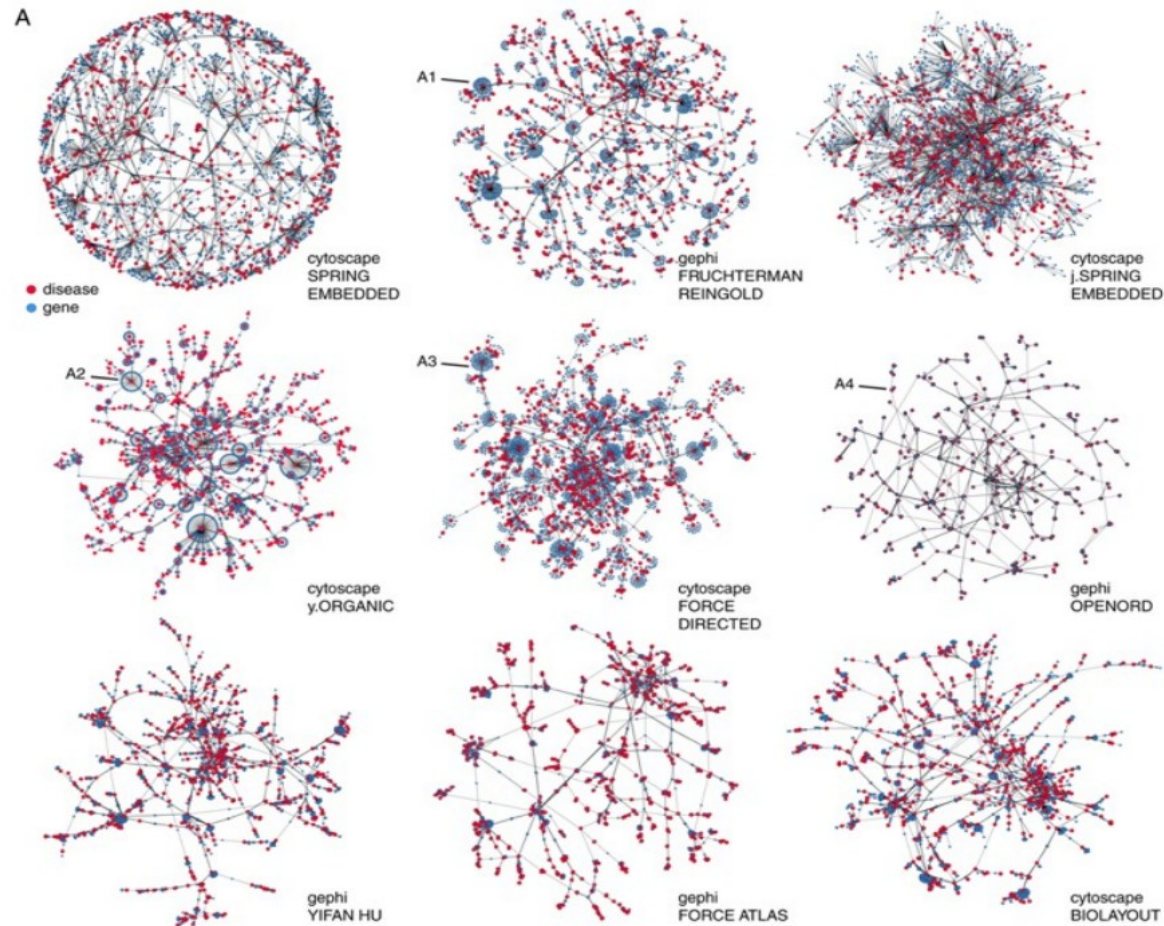 A
A1
cytoscape
SPRING
EMBEDDED
gephi
FRUCHTERMAN
REINGOLD
cytoscape
j.SPRING
EMBEDDED
disease
gene
A2
A3
A4
cytoscape
y.ORGANIC
cytoscape
FORCE
DIRECTED
gephi
OPENORD
gephi
YIFAN HU
gephi
FORCE ATLAS
cytoscape
BIOLAYOUT